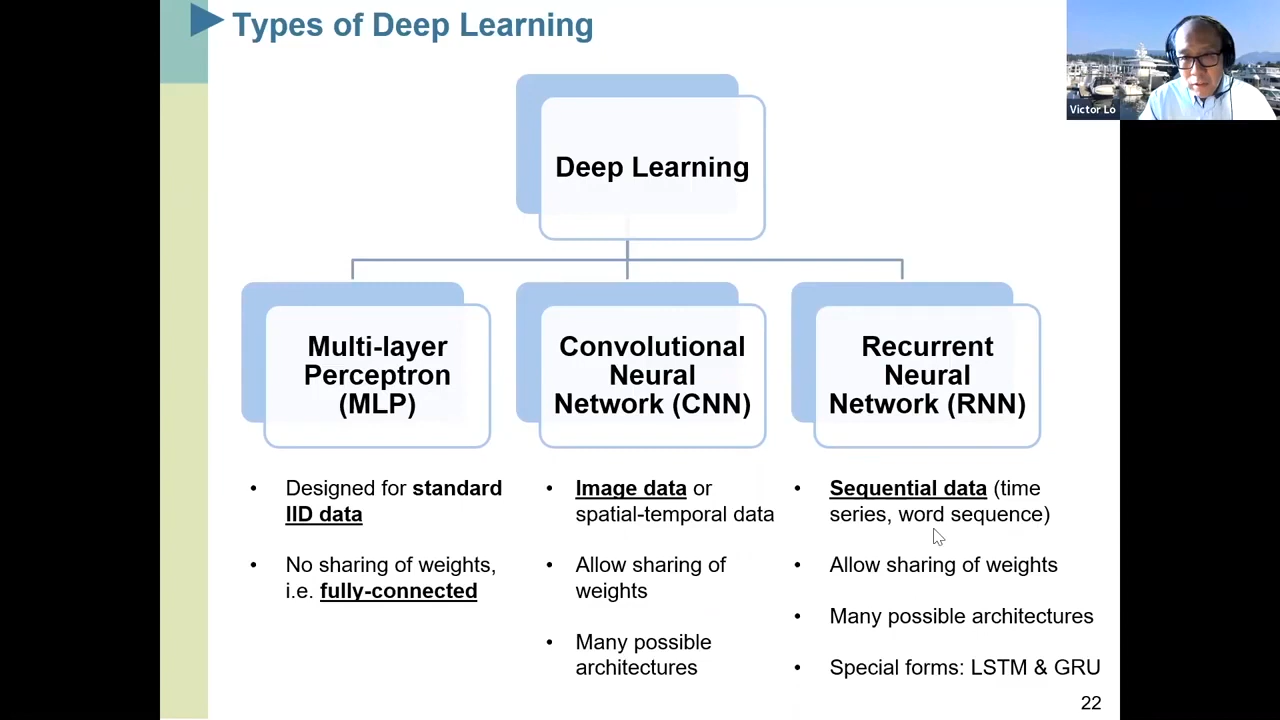 Types of Deep Learning
Victor Lo
Deep Learning
Multi-layer
Perceptron
(MLP)
Convolutional
Neural
Network (CNN)
Recurrent
Neural
Network (RNN)
• Designed for standard
IID data
• No sharing of weights,
i.e. fully-connected
• Image data or
spatial-temporal data
• Allow sharing of
weights
• Many possible
architectures
• Sequential data (time
series, word sequence)
• Allow sharing of weights
• Many possible architectures
• Special forms: LSTM & GRU
22